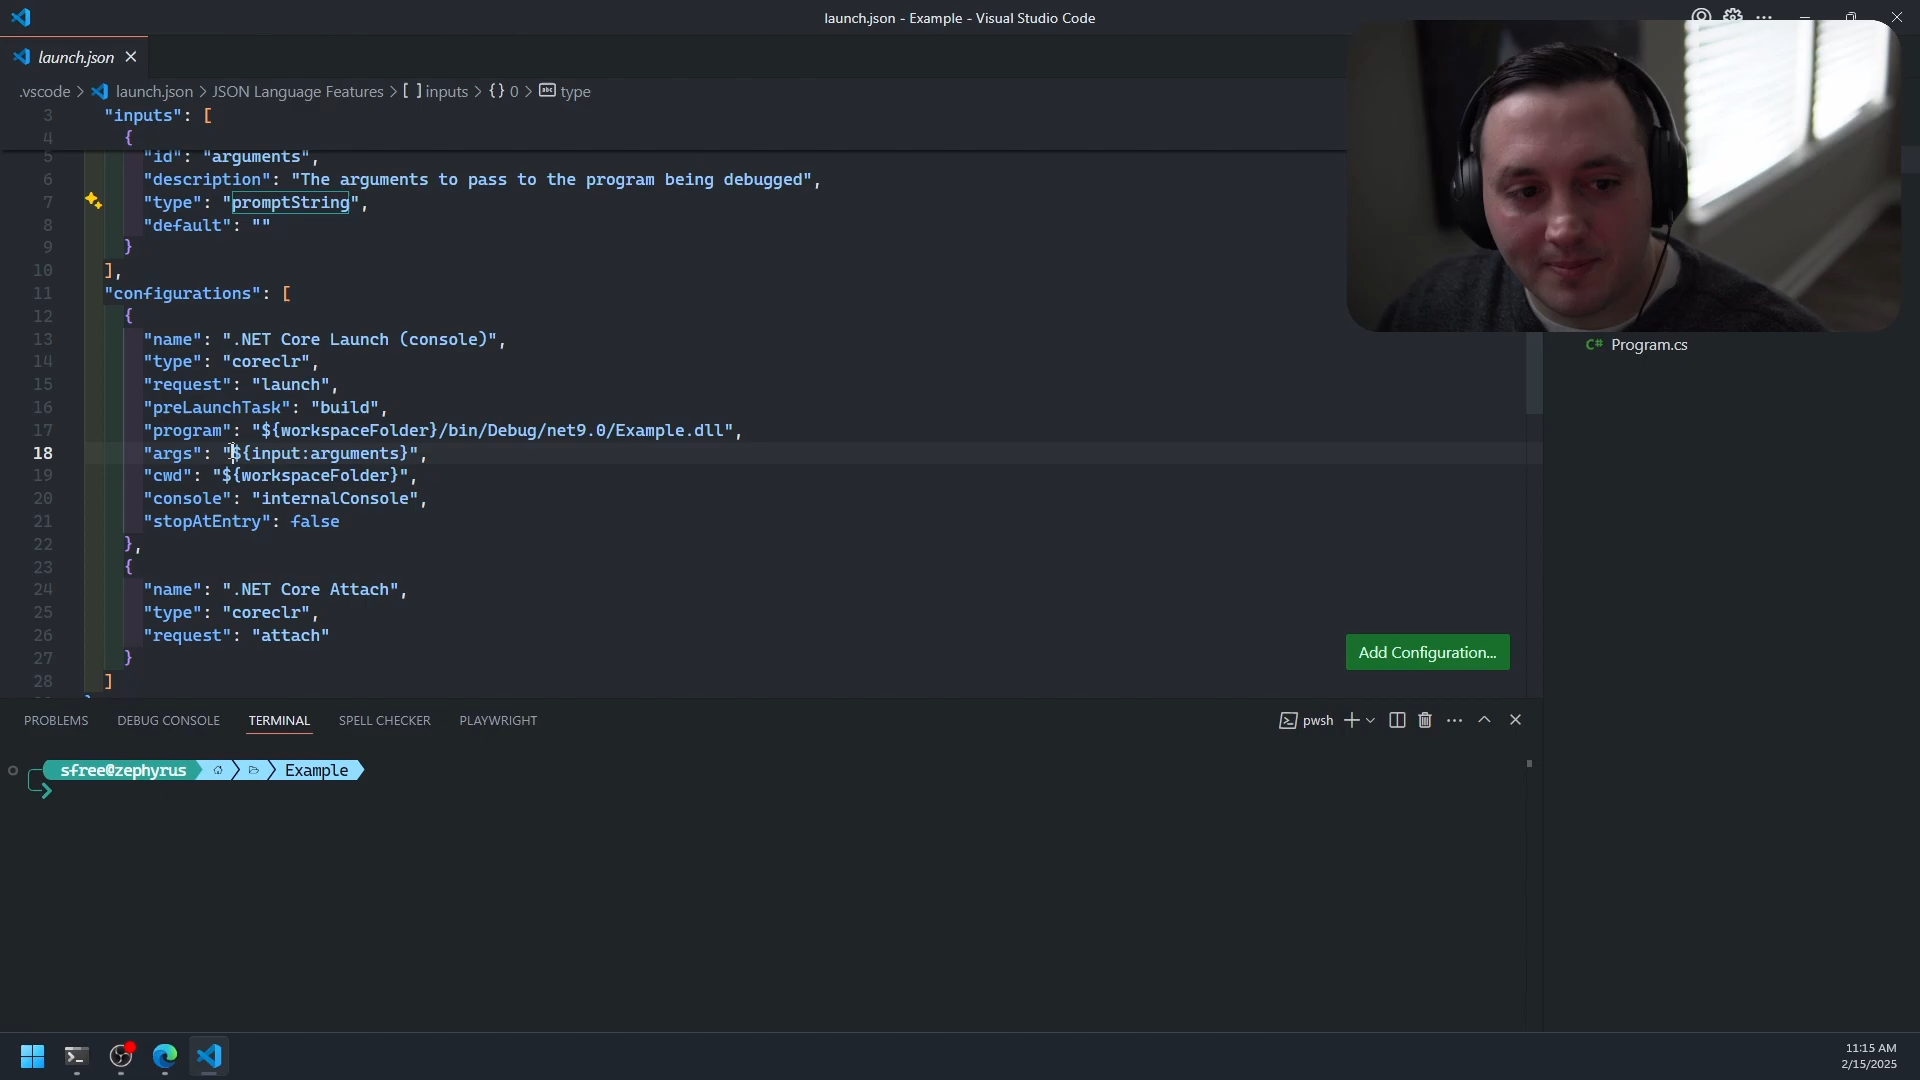 launch.json - Example - Visual Studio Code
launch.json
.vscode > launch.json > JSON Language Features > [ ] inputs > {} 0 > type
3 "inputs": [
4 {
5 "id": "arguments",
6 "description": "The arguments to pass to the program being debugged",
7 "type": "promptString",
8 "default": ""
9 }
10 ],
11 "configurations": [
12 {
13 "name": ".NET Core Launch (console)",
14 "type": "coreclr",
15 "request": "launch",
16 "preLaunchTask": "build",
17 "program": "${workspaceFolder}/bin/Debug/net9.0/Example.dll",
18 "args": "${input:arguments}",
19 "cwd": "${workspaceFolder}",
20 "console": "internalConsole",
21 "stopAtEntry": false
22 },
23 {
24 "name": ".NET Core Attach",
25 "type": "coreclr",
26 "request": "attach"
27 }
28 ]
C# Program.cs
Add Configuration...
PROBLEMS DEBUG CONSOLE TERMINAL SPELL CHECKER PLAYWRIGHT
pwsh
sfree@zephyrus Example
11:15 AM
2/15/2025